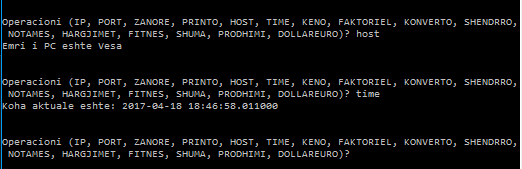 Operacioni (IP, PORT, ZANORE, PRINTO, HOST, TIME, KENO, FAKTORIEL, KONVERTO, SHENDRRO,
NOTAMES, HARGJIMET, FITNES, SHUMA, PRODHIMI, DOLLAREURO)? host
Emri i PC eshte Vesa
Operacioni (IP, PORT, ZANORE, PRINTO, HOST, TIME, KENO, FAKTORIEL, KONVERTO, SHENDRRO,
NOTAMES, HARGJIMET, FITNES, SHUMA, PRODHIMI, DOLLAREURO)? time
Koha aktuale eshte: 2017-04-18 18:46:58.011000
Operacioni (IP, PORT, ZANORE, PRINTO, HOST, TIME, KENO, FAKTORIEL, KONVERTO, SHENDRRO,
NOTAMES, HARGJIMET, FITNES, SHUMA, PRODHIMI, DOLLAREURO)?